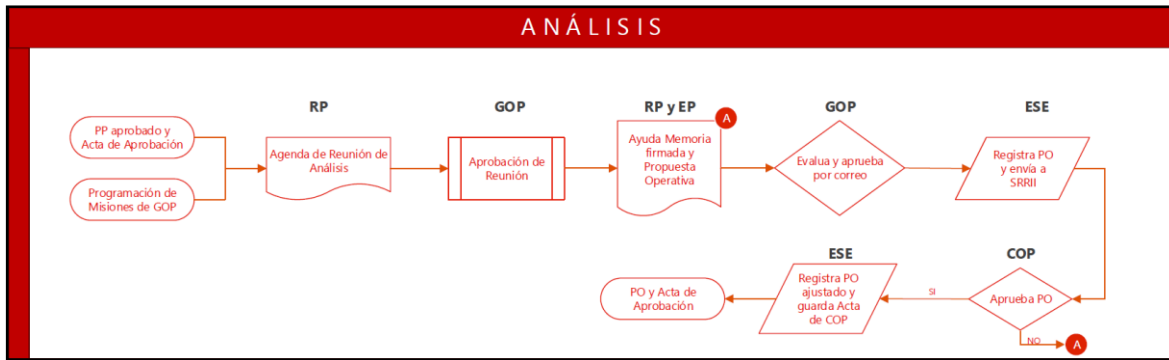 ANÁLISIS
RP
GOP
RP y EP
GOP
ESE
PP aprobado y
Acta de Aprobación
Programación de
Misiones de GOP
Agenda de Reunión de
Análisis
Aprobación de
Reunión
A
Ayuda Memoria
firmada y
Propuesta
Operativa
Evalua y aprueba
por correo
Registra PO
y envía a
SRRII
ESE
COP
PO y Acta de
Aprobación
Registra PO
ajustado y
guarda Acta
de COP
SI
Aprueba PO
NO
A